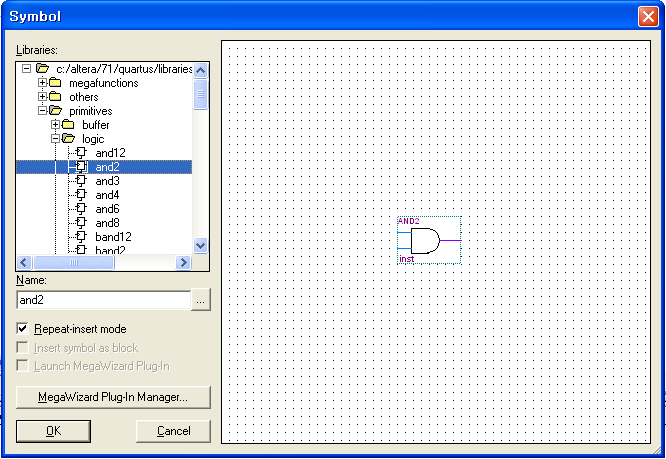 Symbol
Libraries:
c:/altera/71/quartus/libraries
megafunctions
others
primitives
buffer
logic
and12
and2
and3
and4
and6
and8
band12
band2
Name:
and2
...
Repeat-insert mode
Insert symbol as block
Launch MegaWizard Plug-In
MegaWizard Plug-In Manager...
OK
Cancel
AND2
inst